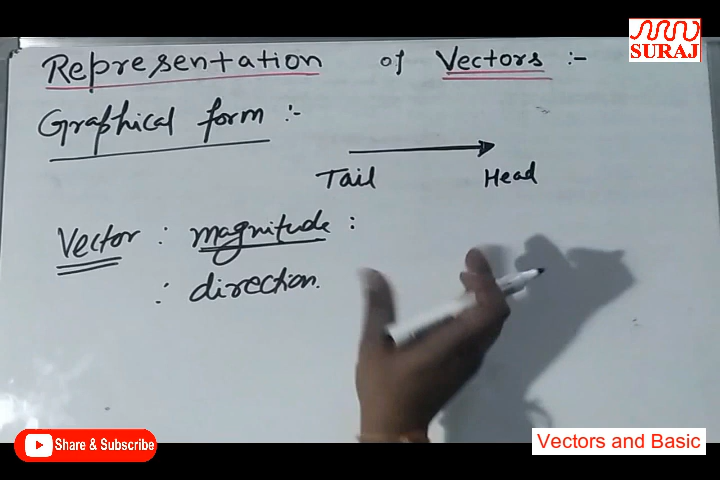 SURAJ
Representation of Vectors :-
Graphical form :-
Tail Head
Vector : magnitude :
: direction.
Share & Subscribe
Vectors and Basic